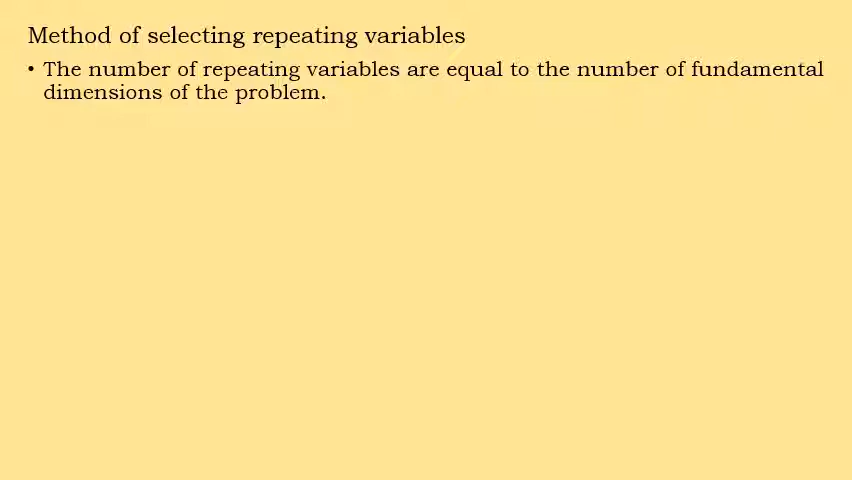 Method of selecting repeating variables
• The number of repeating variables are equal to the number of fundamental
dimensions of the problem.